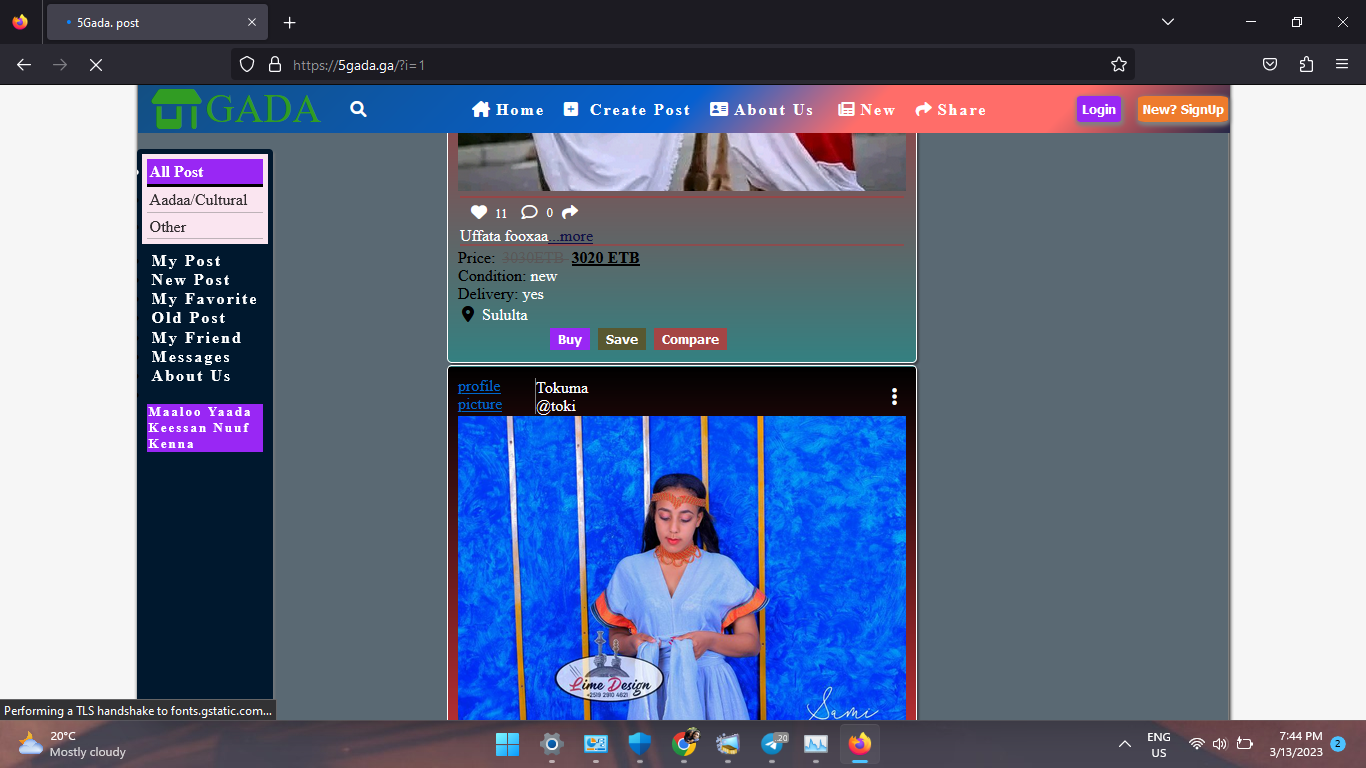 5Gada. post
https://5gada.ga/?i=1
GADA
Home
Create Post
About Us
New
Share
Login
New? SignUp
All Post
Aadaa/Cultural
Other
My Post
New Post
My Favorite
Old Post
My Friend
Messages
About Us
Maaloo Yaada
Keessan Nuuf
Kenna
11
0
Uffata fooxaa...more
Price: 3030ETB 3020 ETB
Condition: new
Delivery: yes
Sululta
Buy
Save
Compare
profile
picture
Tokuma
@toki
Lime Design
+2519 2910 4621
Sami
Performing a TLS handshake to fonts.gstatic.com...
20°C
Mostly cloudy
20
ENG
US
7:44 PM
3/13/2023
2